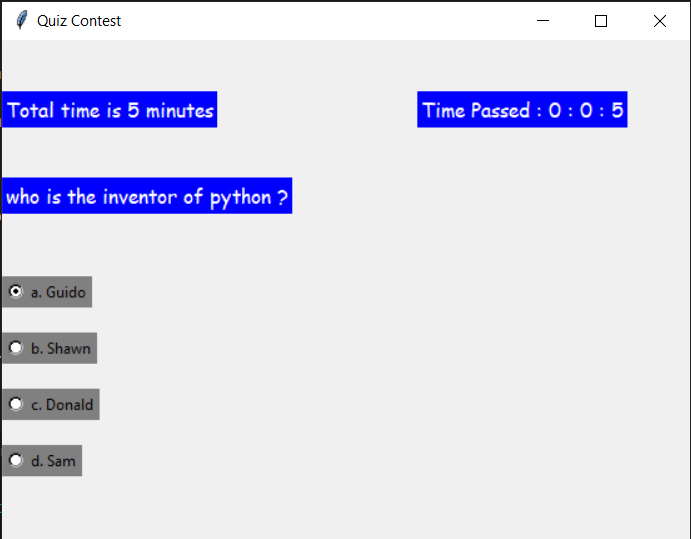 Quiz Contest
Total time is 5 minutes
Time Passed : 0 : 0 : 5
who is the inventor of python ?
a. Guido
b. Shawn
c. Donald
d. Sam